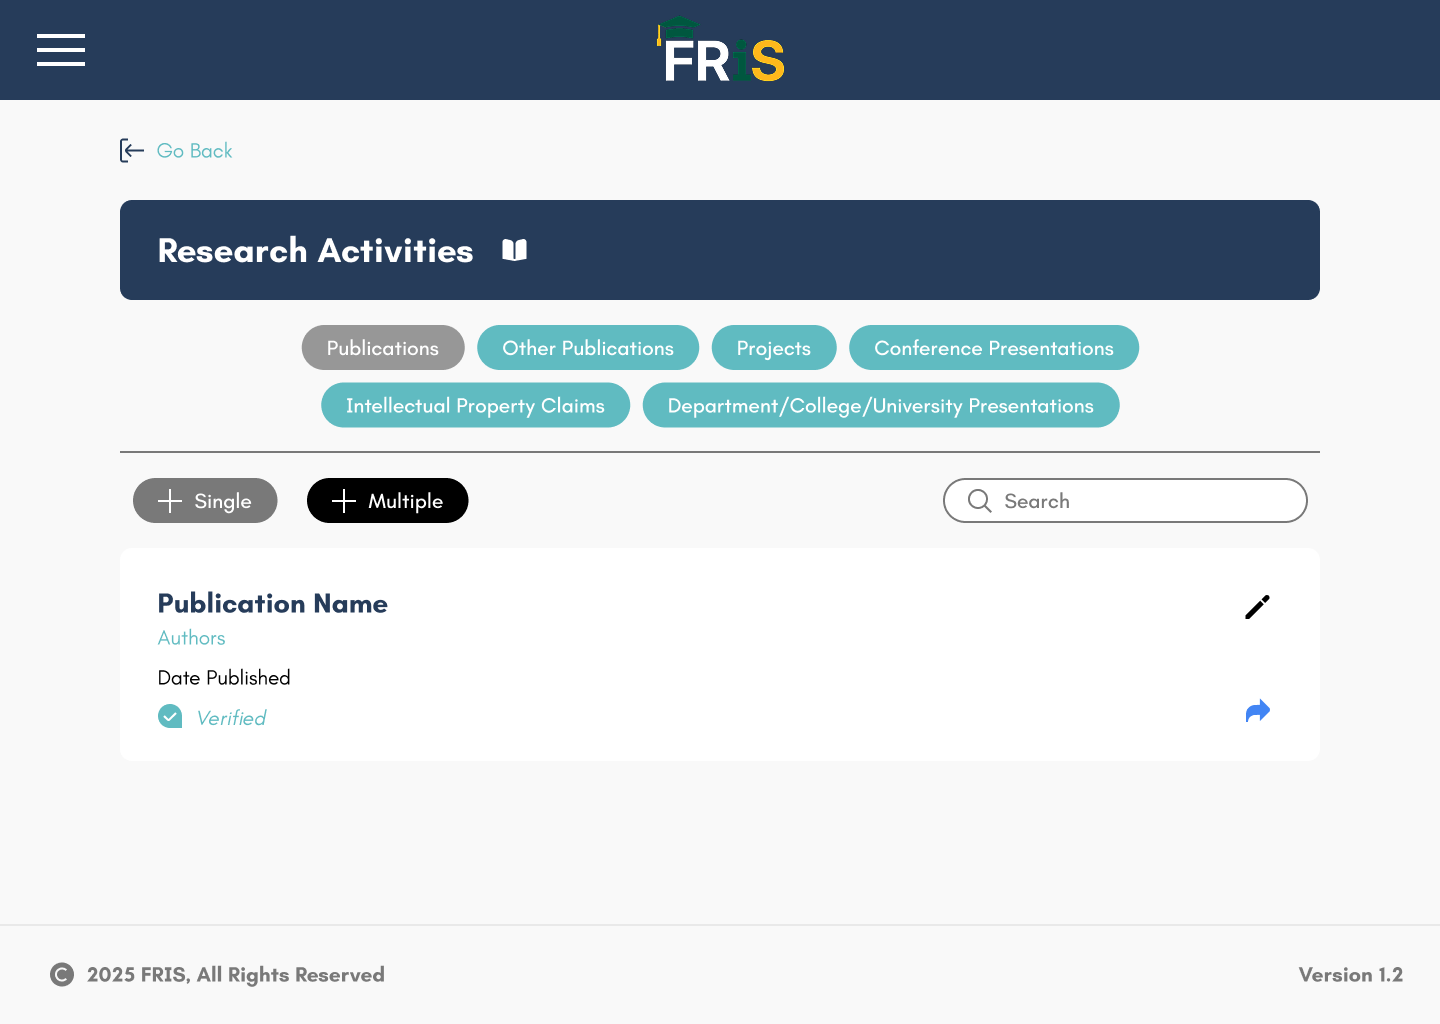 FRiS
Go Back
Research Activities
Publications Other Publications Projects Conference Presentations
Intellectual Property Claims Department/College/University Presentations
Single Multiple Search
Publication Name
Authors
Date Published
Verified
© 2025 FRIS, All Rights Reserved Version 1.2